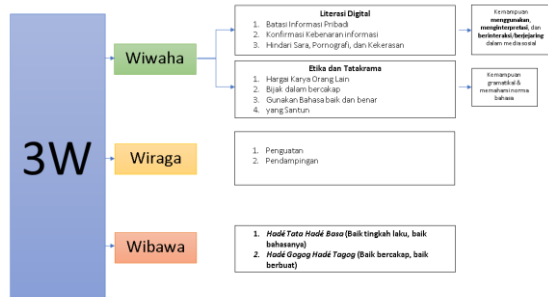 3W
Wiwaha
Literasi Digital
1. Batasi Informasi Pribadi
2. Konfirmasi Kebenaran informasi
3. Hindari Sara, Pornografi, dan Kekerasan
Kemampuan
menggunakan,
menginterpretasi, dan
berinteraksi/berjejaring
dalam media sosial
Etika dan Tatakrama
1. Hargai Karya Orang Lain
2. Bijak dalam bercakap
3. Gunakan Bahasa baik dan benar
4. yang Santun
Kemampuan
gramatikal &
memahami norma
bahasa
Wiraga
1. Penguatan
2. Pendampingan
Wibawa
1. Hadé Tata Hadé Basa (Baik tingkah laku, baik
bahasanya)
2. Hadé Gogog Hadé Tagog (Baik bercakap, baik
berbuat)